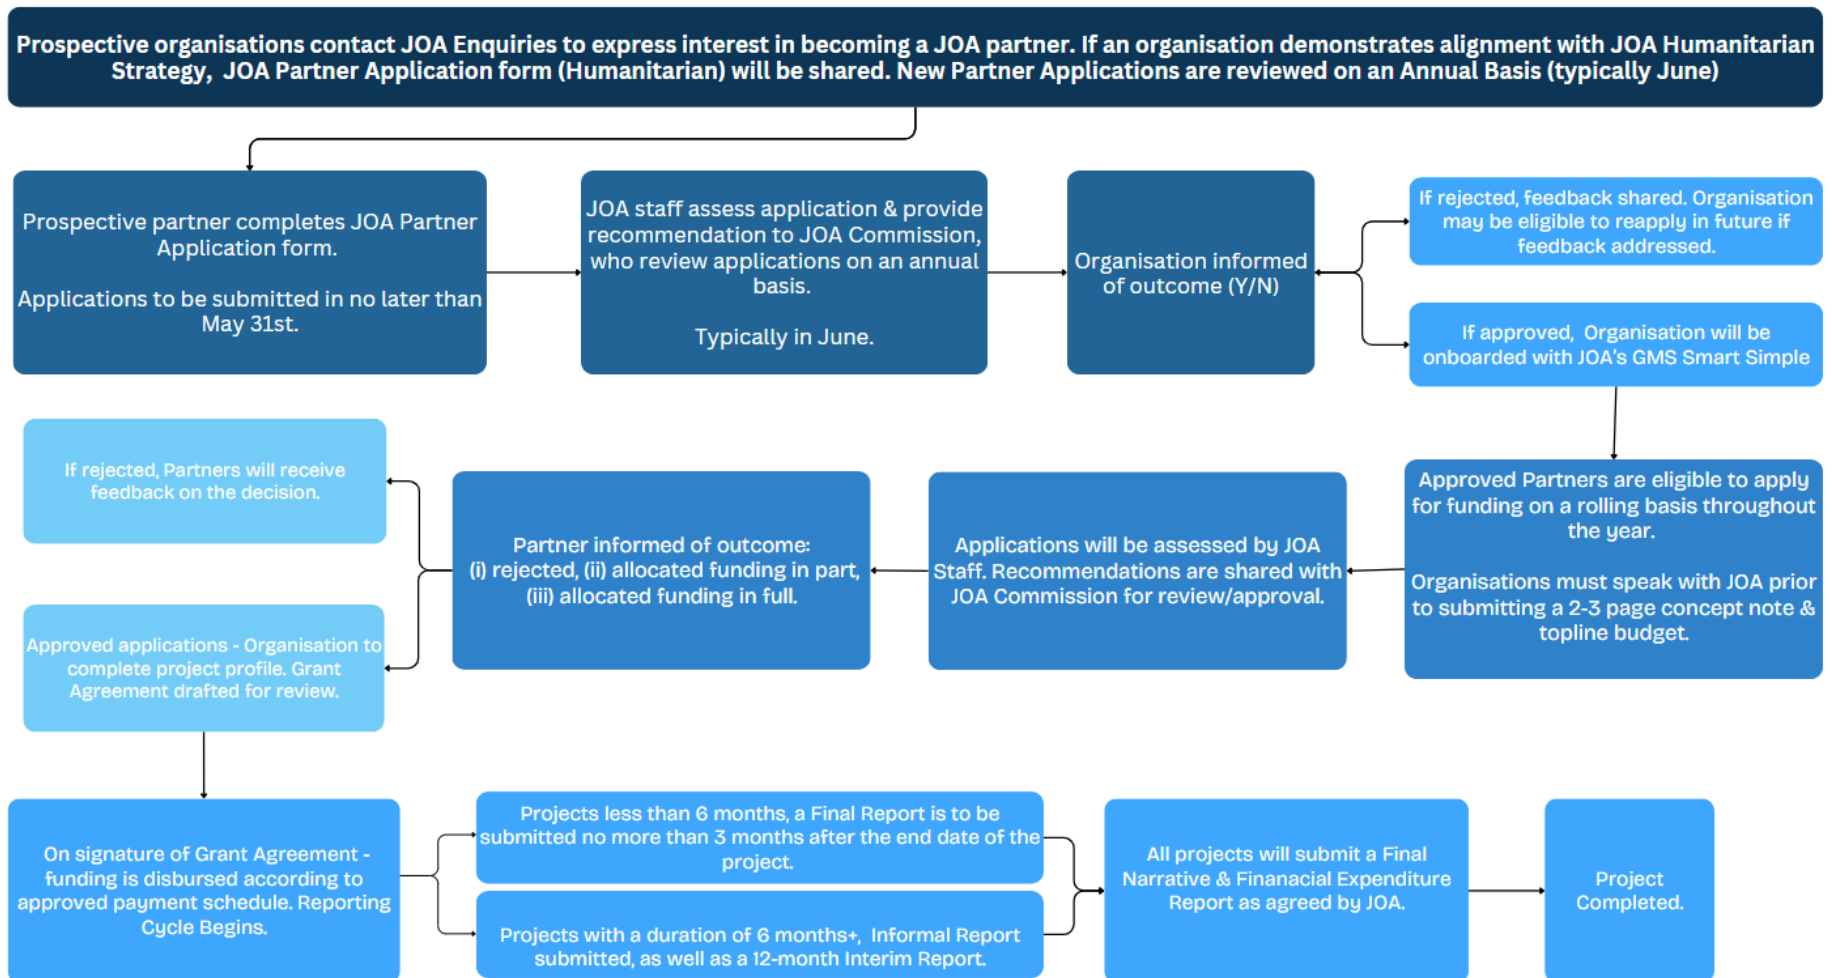 Prospective organisations contact JOA Enquiries to express interest in becoming a JOA partner. If an organisation demonstrates alignment with JOA Humanitarian
Strategy, JOA Partner Application form (Humanitarian) will be shared. New Partner Applications are reviewed on an Annual Basis (typically June)
Prospective partner completes JOA Partner
Application form.
Applications to be submitted in no later than
May 31st.
JOA staff assess application & provide
recommendation to JOA Commission,
who review applications on an annual
basis.
Typically in June.
Organisation informed
of outcome (Y/N)
If rejected, feedback shared. Organisation
may be eligible to reapply in future if
feedback addressed.
If approved, Organisation will be
onboarded with JOA's GMS Smart Simple
Approved Partners are eligible to apply
for funding on a rolling basis throughout
the year.
Organisations must speak with JOA prior
to submitting a 2-3 page concept note &
topline budget.
Applications will be assessed by JOA
Staff. Recommendations are shared with
JOA Commission for review/approval.
Partner informed of outcome:
(i) rejected, (ii) allocated funding in part,
(iii) allocated funding in full.
If rejected, Partners will receive
feedback on the decision.
Approved applications - Organisation to
complete project profile. Grant
Agreement drafted for review.
On signature of Grant Agreement -
funding is disbursed according to
approved payment schedule. Reporting
Cycle Begins.
Projects less than 6 months, a Final Report is to be
submitted no more than 3 months after the end date of the
project.
Projects with a duration of 6 months+, Informal Report
submitted, as well as a 12-month Interim Report.
All projects will submit a Final
Narrative & Finanacial Expenditure
Report as agreed by JOA.
Project
Completed.